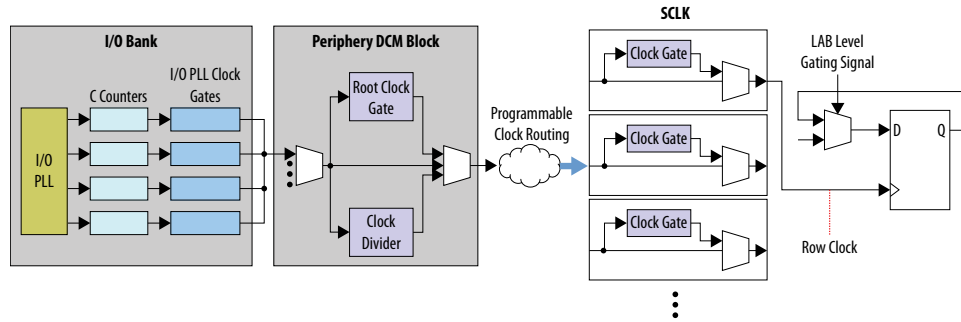 I/O Bank
C Counters
I/O PLL Clock
Gates
I/O
PLL
Periphery DCM Block
Root Clock
Gate
Clock
Divider
Programmable
Clock Routing
SCLK
Clock Gate
Clock Gate
Clock Gate
LAB Level
Gating Signal
D Q
Row Clock